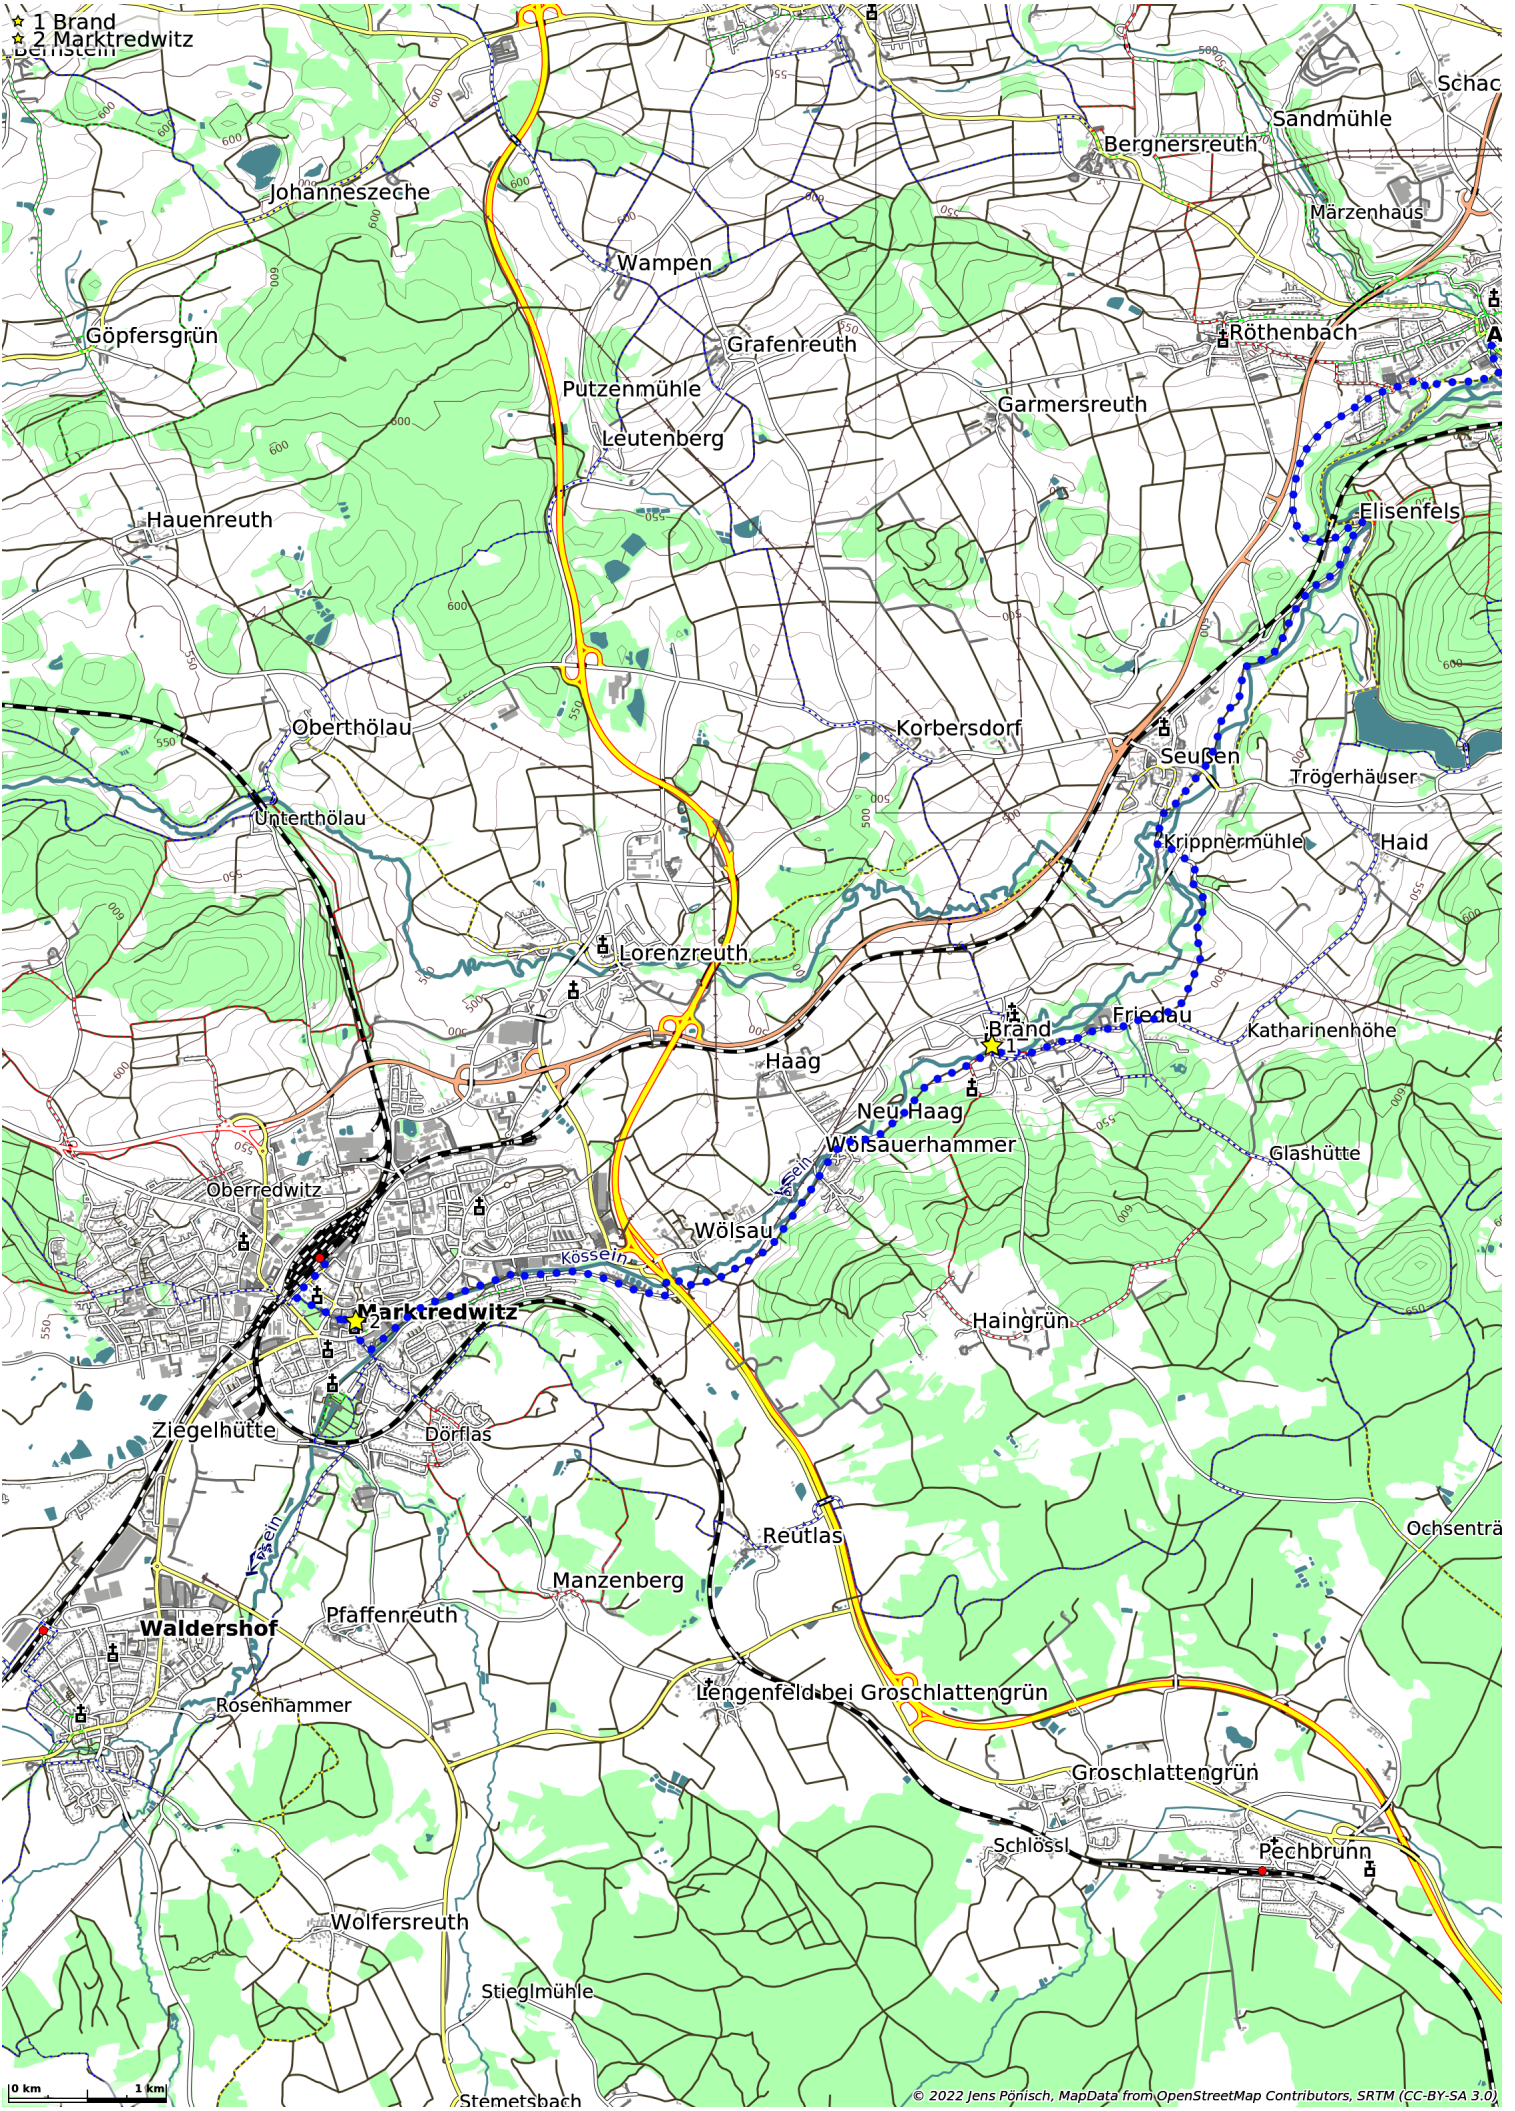 1 Brand
2 Marktredwitz
Bernstein
Schac
Sandmühle
Bergnersreuth
Johanneszeche
Märzenhaus
Wampen
Göpfersgrün
Röthenbach
A
Grafenreuth
Putzenmühle
Garmersreuth
Leutenberg
Elisenfels
Hauenreuth
Oberthölau
Korbersdorf
Seußen
Trögerhäuser
Unterthölau
Krippnermühle
Haid
Lorenzreuth
Friedau
Brand
1
Katharinenhöhe
Haag
Neu Haag
Wölsauerhammer
Glashütte
Oberredwitz
Wölsau
Kössein
Marktredwitz
2
Haingrün
Ziegelhütte
Dörflas
Ochsenträ
Reutlas
Manzenberg
Pfaffenreuth
Waldershof
Rosenhammer
Lengenfeld bei Groschlattengrün
Groschlattengrün
Schlössl
Pechbrunn
Wolfersreuth
Stieglmühle
Stemetsbach
0 km 1 km
© 2022 Jens Pönisch, MapData from OpenStreetMap Contributors, SRTM (CC-BY-SA 3.0)